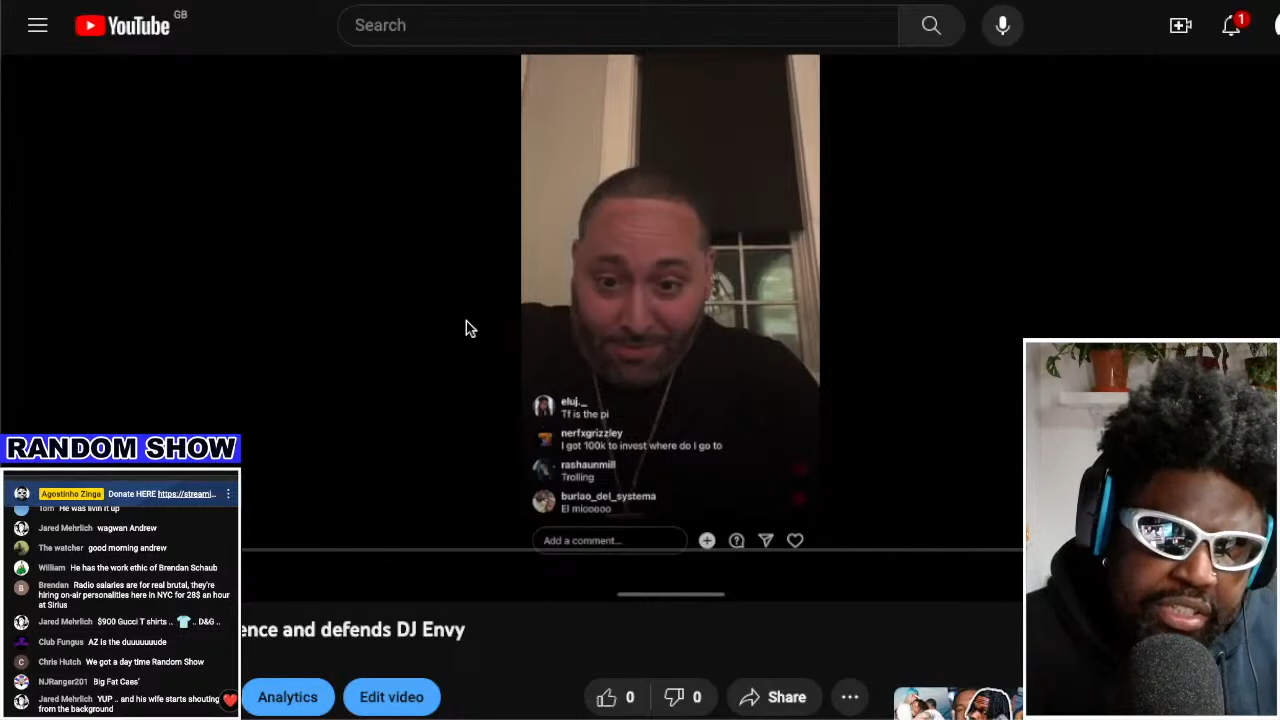 YouTube GB
Search
1
eluj._
Tf is the pi
nerfxgrizzley
I got 100k to invest where do I go to
rashaunmill
Trolling
burlao_del_systema
El miooooo
Add a comment...
RANDOM SHOW
Agostinho Zinga Donate HERE https://streaml...
Tom He was livin it up
Jared Mehrlich wagwan Andrew
The watcher good morning andrew
William He has the work ethic of Brendan Schaub
Brendan Radio salaries are for real brutal, they're
hiring on-air personalities here in NYC for 28$ an hour
at Sirius
Jared Mehrlich $900 Gucci T shirts .. 👕 .. D&G ..
Club Fungus AZ is the duuuuuuude
Chris Hutch We got a day time Random Show
NJRanger201 Big Fat Caes'
Jared Mehrlich YUP .. and his wife starts shouting
from the background
ence and defends DJ Envy
Analytics
Edit video
0
0
Share